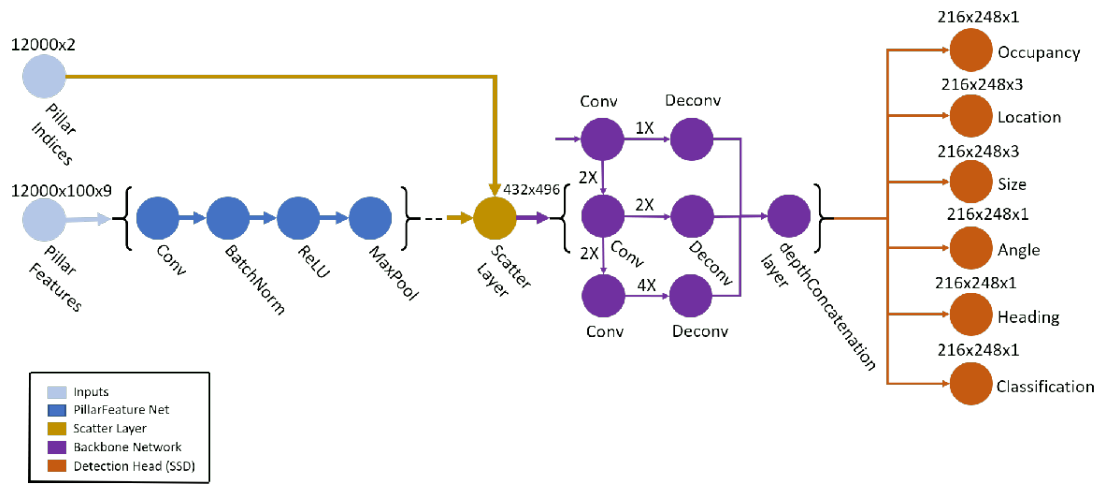 12000x2
Pillar
Indices
12000x100x9
Pillar
Features
Conv
BatchNorm
ReLU
MaxPool
Scatter
Layer
432x496
Conv
Deconv
1X
2X
2X
Conv
Deconv
2X
4X
Conv
Deconv
depthConcatenation
layer
216x248x1
Occupancy
216x248x3
Location
216x248x3
Size
216x248x1
Angle
216x248x1
Heading
216x248x1
Classification
Inputs
PillarFeature Net
Scatter Layer
Backbone Network
Detection Head (SSD)